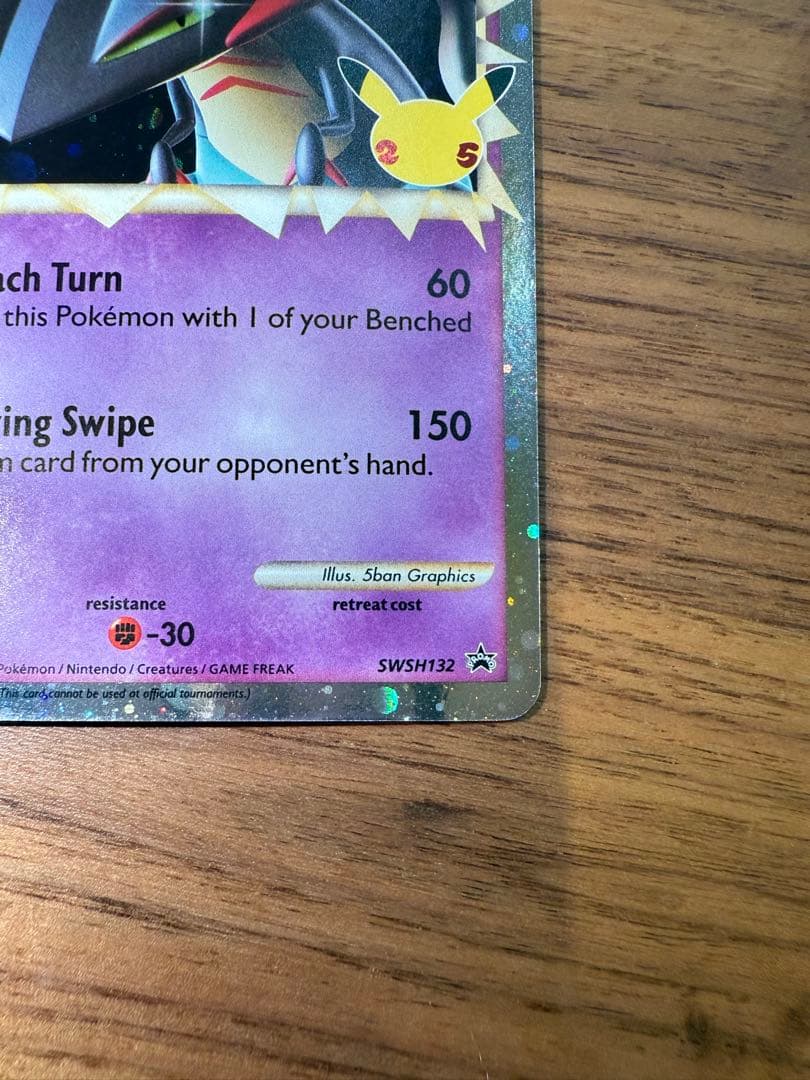 25
ach Turn 60
this Pokémon with 1 of your Benched
ing Swipe 150
card from your opponent's hand.
Illus. 5ban Graphics
resistance retreat cost
-30
Pokémon / Nintendo / Creatures / GAME FREAK SWSH132 PROMO
This card cannot be used at official tournaments.)